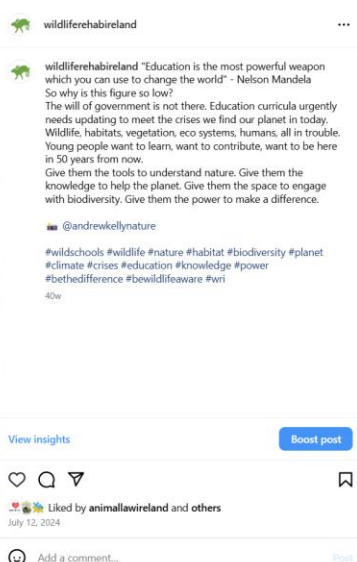 wildliferehabireland
wildliferehabireland "Education is the most powerful weapon
which you can use to change the world" - Nelson Mandela
So why is this figure so low?
The will of government is not there. Education curricula urgently
needs updating to meet the crises we find our planet in today.
Wildlife, habitats, vegetation, eco systems, humans, all in trouble.
Young people want to learn, want to contribute, want to be here
in 50 years from now.
Give them the tools to understand nature. Give them the
knowledge to help the planet. Give them the space to engage
with biodiversity. Give them the power to make a difference.
@andrewkellynature
#wildschools #wildlife #nature #habitat #biodiversity #planet
#climate #crises #education #knowledge #power
#bethedifference #bewildlifeaware #wri
40w
View insights
Boost post
Liked by animallawireland and others
July 12, 2024
Add a comment...
Post